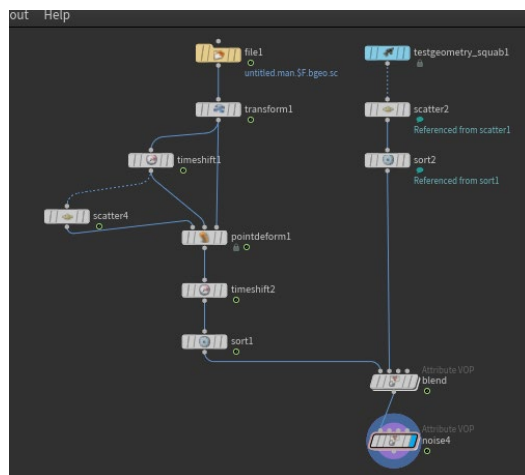 out Help
file1
untitled.man.$F.bgeo.sc
testgeometry_squab1
transform1
scatter2
Referenced from scatter1
timeshift1
sort2
Referenced from sort1
scatter4
pointdeform1
timeshift2
sort1
Attribute VOP
blend
Attribute VOP
noise4